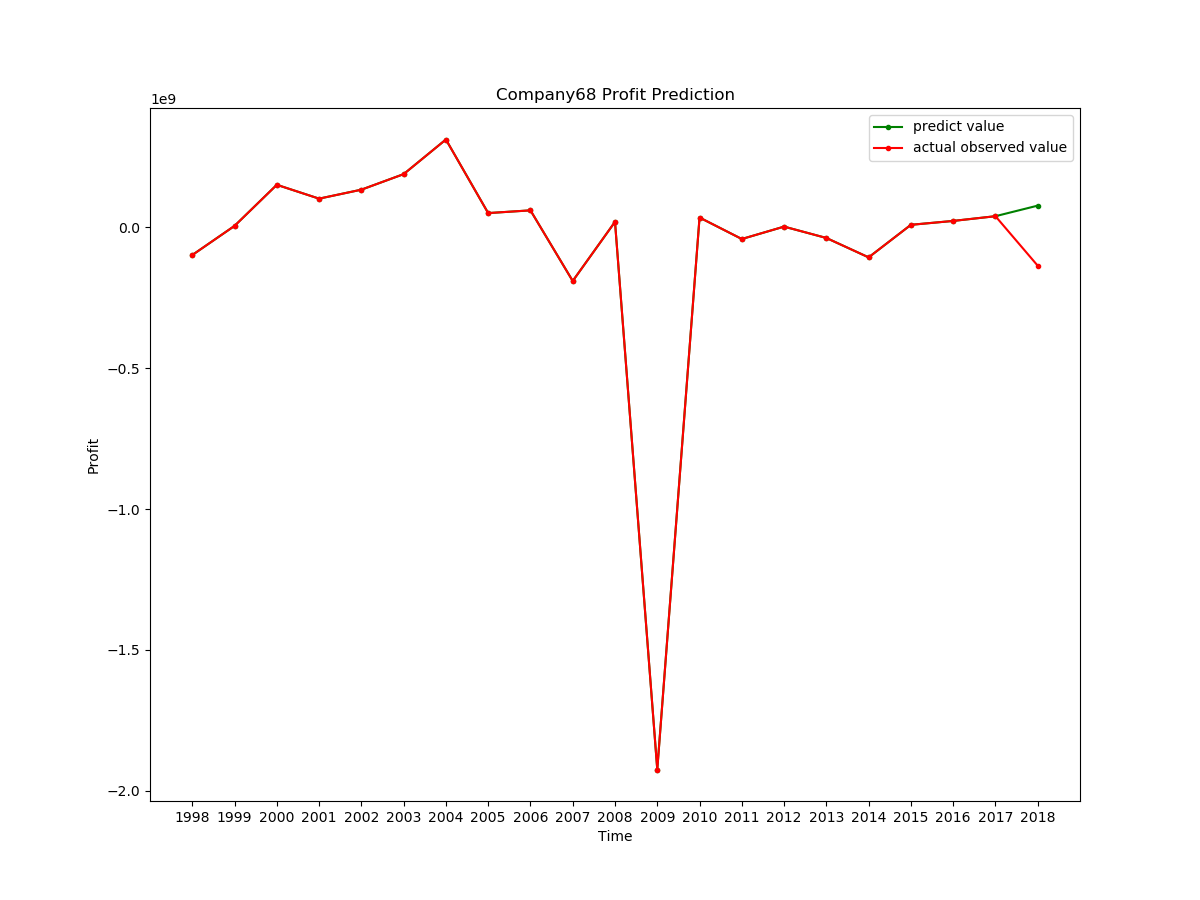 Company68 Profit Prediction
1e9
predict value
actual observed value
0.0
−0.5
−1.0
−1.5
−2.0
Profit
1998 1999 2000 2001 2002 2003 2004 2005 2006 2007 2008 2009 2010 2011 2012 2013 2014 2015 2016 2017 2018
Time